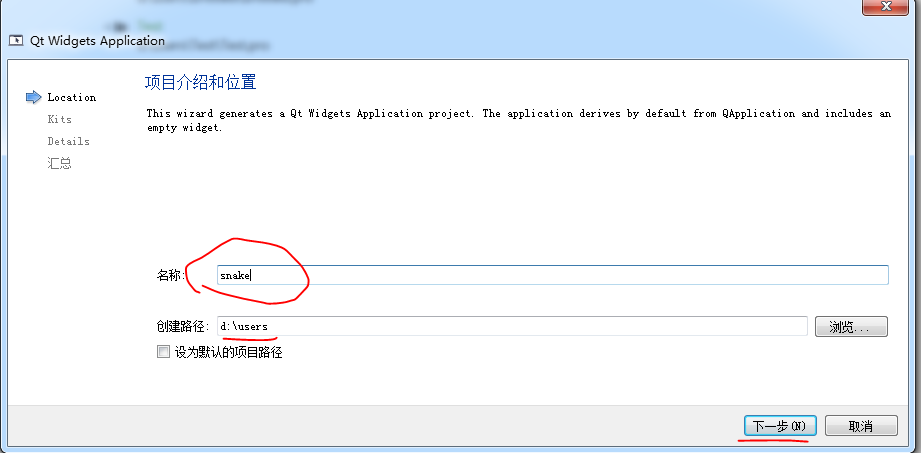 Qt Widgets Application
项目介绍和位置
Location
This wizard generates a Qt Widgets Application project. The application derives by default from QApplication and includes an
empty widget.
Kits
Details
汇总
名称: snake
创建路径: d:\users 浏览...
设为默认的项目路径
下一步(N) 取消